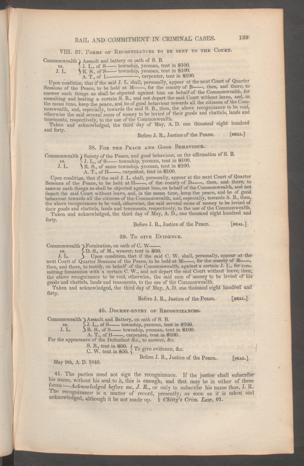 BAIL AND COMMITMENT IN CRIMINAL CASES. 139
VIII. 37. FORMS OF RECOGNIZANCES TO BE SENT TO THE COURT.
Commonwealth } Assault and battery on oath of S. B.
vs. } J. L., of S—— township, yeoman, tent in $100.
J. L. } R. S., of S—— township, yeoman, tent in $100.
A. T., of L——, carpenter, tent in $200.
Upon condition, that if the said J. L. shall, personally, appear at the next Court of Quarter
Sessions of the Peace, to be held at H——, for the county of B——, then, and there, to
answer such things as shall be objected against him on behalf of the Commonwealth, for
assaulting and beating a certain S. B., and not depart the said Court without leave, and, in
the mean time, keep the peace, and be of good behaviour towards all the citizens of the Com-
monwealth, and, especially, towards the said S. B., then, the above recognizance to be void,
otherwise the said several sums of money to be levied of their goods and chattels, lands and
tenements, respectively, to the use of the Commonwealth.
Taken and acknowledged, the third day of May, A. D. one thousand eight hundred
and forty.
Before J. R., Justice of the Peace. [SEAL.]
38. FOR THE PEACE AND GOOD BEHAVIOUR.
Commonwealth } Surety of the Peace, and good behaviour, on the affirmation of S. B.
vs. } J. L., of S—— township, yeoman, tent in $100.
J. L. } R. S., of same township, yeoman, tent in $100.
A. T., of H——, carpenter, tent in $200.
Upon condition, that if the said J. L. shall, personally, appear at the next Court of Quarter
Sessions of the Peace, to be held at H——, of the county of B——, then, and there, to
answer such things as shall be objected against him, on behalf of the Commonwealth, and not
depart the said Court without leave, and, in the mean time, keep the peace, and be of good
behaviour towards all the citizens of the Commonwealth, and, especially, towards S. B., then,
the above recognizance to be void, otherwise, the said several sums of money to be levied of
their goods and chattels, lands and tenements, respectively, to the use of the Commonwealth.
Taken and acknowledged, the third day of May, A. D., one thousand eight hundred and
forty.
Before J. R., Justice of the Peace. [SEAL.]
39. TO GIVE EVIDENCE.
Commonwealth } Fornication, on oath of C. W——
vs. } D. S., of M., weaver, tent in $50.
J. L. } Upon condition, that if the said C. W. shall, personally, appear at the
next Court of Quarter Sessions of the Peace, to be held at H——, for the county of B——,
then, and there, to testify, on behalf of the Commonwealth, against a certain J. L., for com-
mitting fornication with a certain C. W., and not depart the said Court without leave; then,
the above recognizance to be void, otherwise, the said sum of money to be levied of his
goods and chattels, lands and tenements, to the use of the Commonwealth.
Taken and acknowledged, the third day of May, A. D. one thousand eight hundred and
forty.
Before J. R., Justice of the Peace. [SEAL.]
40. DOCKET-ENTRY OF RECOGNIZANCES.
Commonwealth } Assault and Battery, on oath of S. B.
vs. } J. L., of S—— township, yeoman, tent in $100.
J. L. } R. S., of S—— township, yeoman, tent in $100.
A. T., of H——, carpenter, tent in $200.
For the appearance of the Defendant &c., to answer, &c.
S. B., tent in $50. } To give evidence, &c.
C. W. tent in $50. }
Before J. R., Justice of the Peace. [SEAL.]
May 9th, A. D. 1840.
41. The parties need not sign the recognizance. If the justice shall subscribe
his name, without his seal to it, this is enough, and that may be in either of these
forms—Acknowledged before me, J. R., or only to subscribe his name thus, J. R.
The recognizance is a matter of record, presently, as soon as it is taken and
acknowledged, although it be not made up. 1 Chitty's Crim. Law, 91.